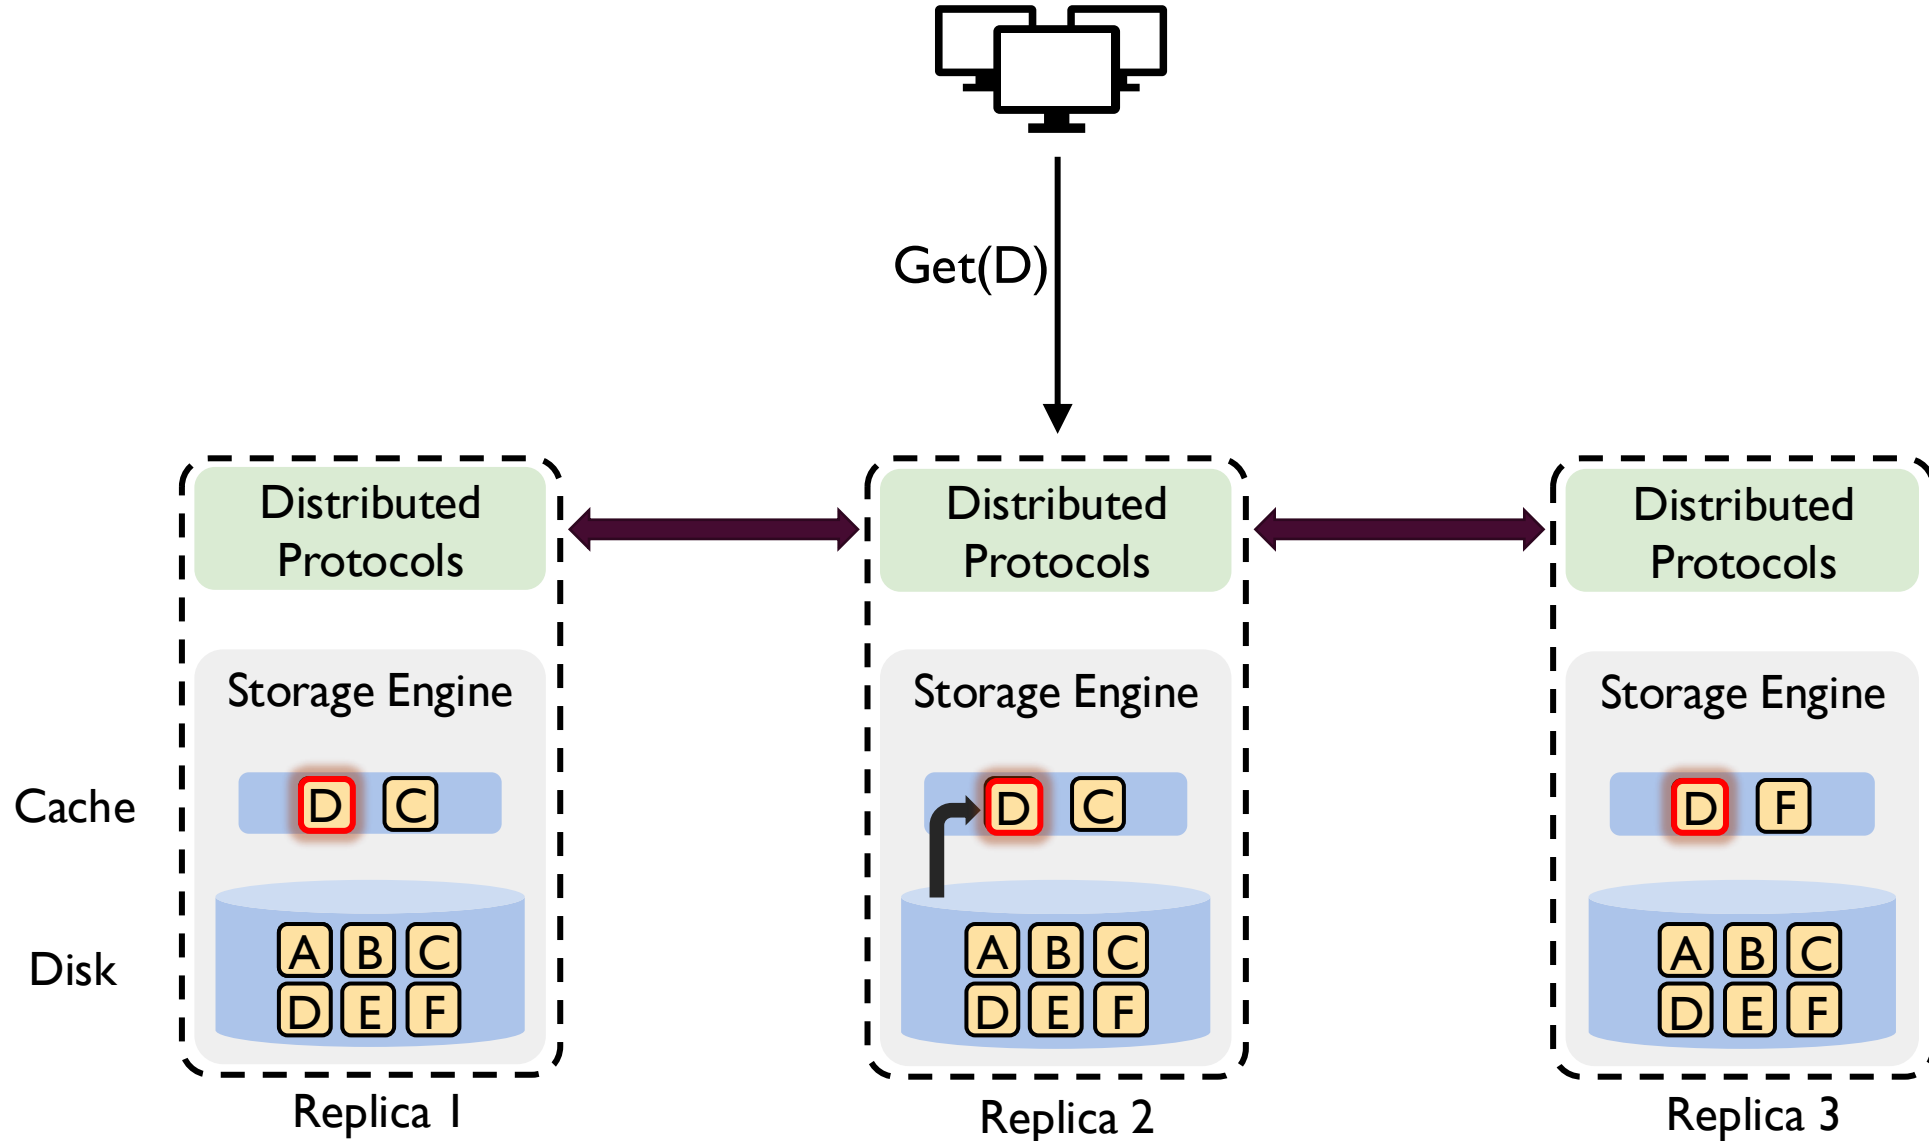 Get(D)
Distributed
Protocols
Distributed
Protocols
Distributed
Protocols
Storage Engine
Storage Engine
Storage Engine
Cache
D C
D C
D F
Disk
A B C
D E F
A B C
D E F
A B C
D E F
Replica 1
Replica 2
Replica 3